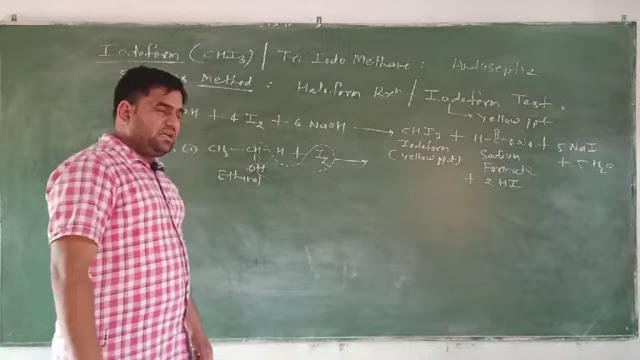 Iodoform (CHI3) / Tri Iodo Methane : Antiseptic
Method : Haloform Rxn / Iodoform Test :
↳ yellow ppt
OH + 4 I2 + 6 NaOH → CHI3 + H-C-ONa + 5 NaI
O
Iodoform
(yellow ppt)
Sodium
Formate
+ 5 H2O
+ 2 HI
(i) CH3 - CH - H + I2 →
OH
Ethanol